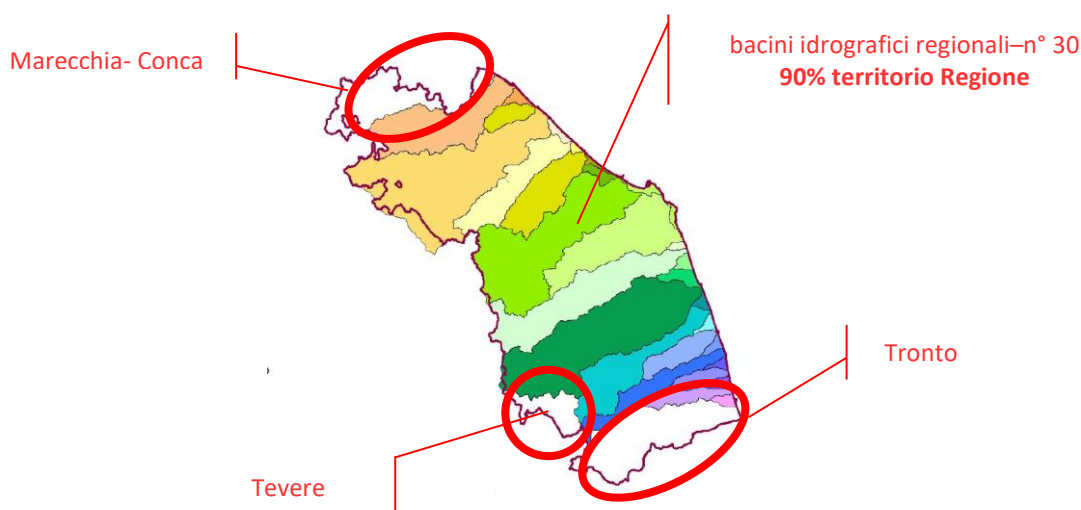 Marecchia- Conca
bacini idrografici regionali–n° 30
90% territorio Regione
Tronto
Tevere